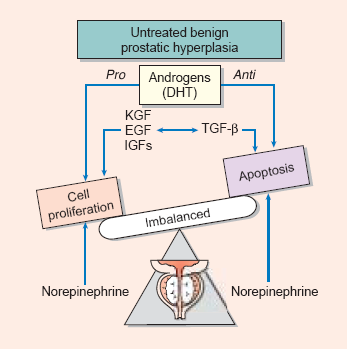 Untreated benign
prostatic hyperplasia
Pro
Androgens
(DHT)
Anti
KGF
EGF
IGFs
TGF-β
Cell
proliferation
Apoptosis
Imbalanced
Norepinephrine
Norepinephrine